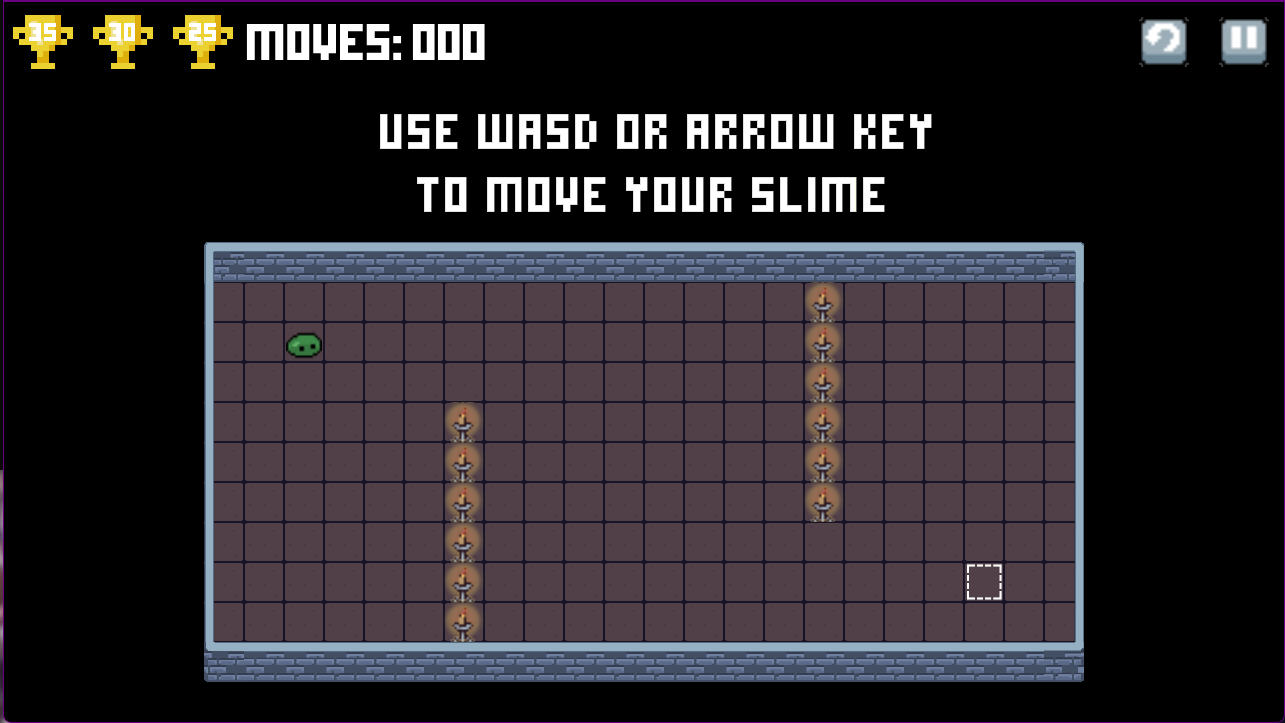 35 30 25 MOVES: 000
USE WASD OR ARROW KEY
TO MOVE YOUR SLIME